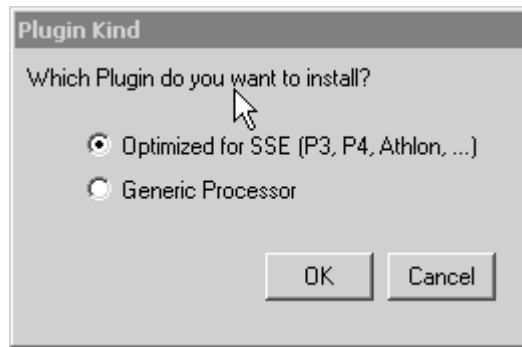 Plugin Kind
Which Plugin do you want to install?
Optimized for SSE (P3, P4, Athlon, ...)
Generic Processor
OK Cancel